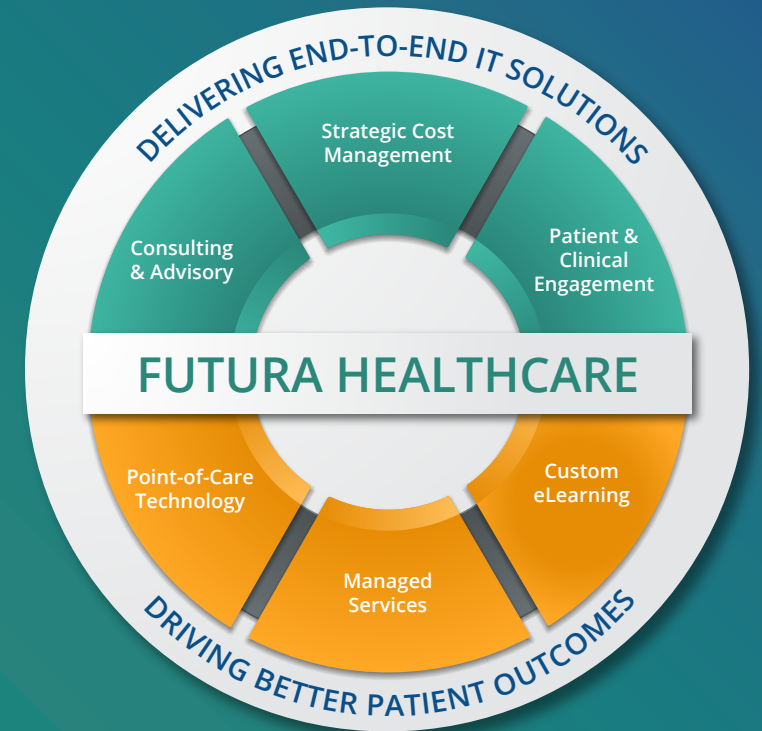 DELIVERING END-TO-END IT SOLUTIONS
Strategic Cost
Management
Consulting
& Advisory
Patient &
Clinical
Engagement
FUTURA HEALTHCARE
Point-of-Care
Technology
Custom
eLearning
Managed
Services
DRIVING BETTER PATIENT OUTCOMES